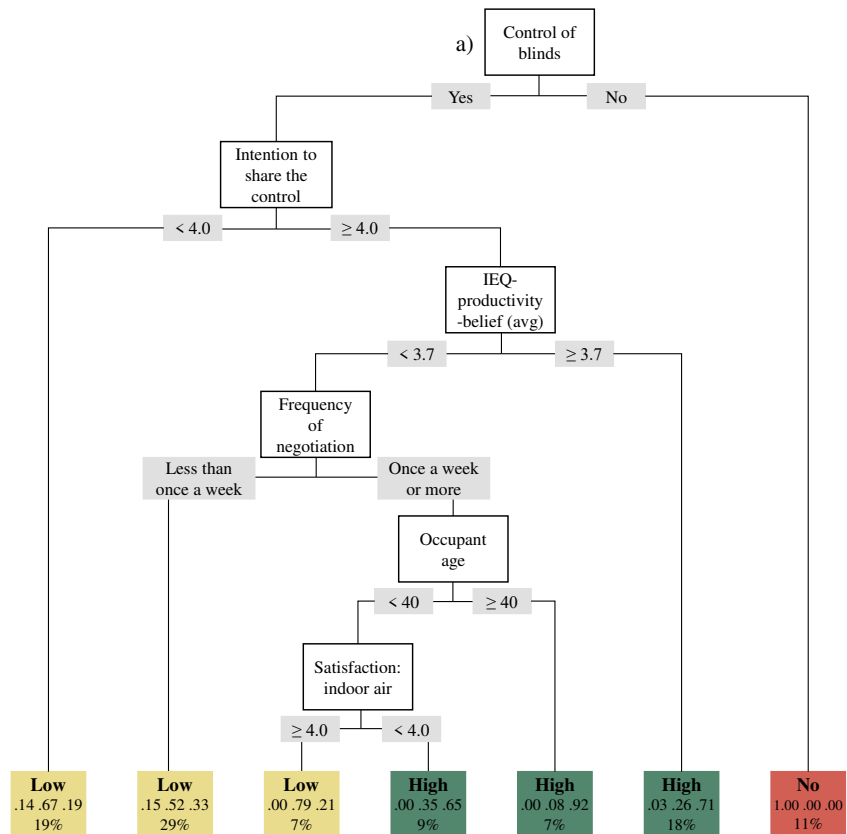 a)
Control of
blinds
Yes
No
Intention to
share the
control
< 4.0
≥ 4.0
IEQ-
productivity
-belief (avg)
< 3.7
≥ 3.7
Frequency
of
negotiation
Less than
once a week
Once a week
or more
Occupant
age
< 40
≥ 40
Satisfaction:
indoor air
≥ 4.0
< 4.0
Low
.14 .67 .19
19%
Low
.15 .52 .33
29%
Low
.00 .79 .21
7%
High
.00 .35 .65
9%
High
.00 .08 .92
7%
High
.03 .26 .71
18%
No
1.00 .00 .00
11%